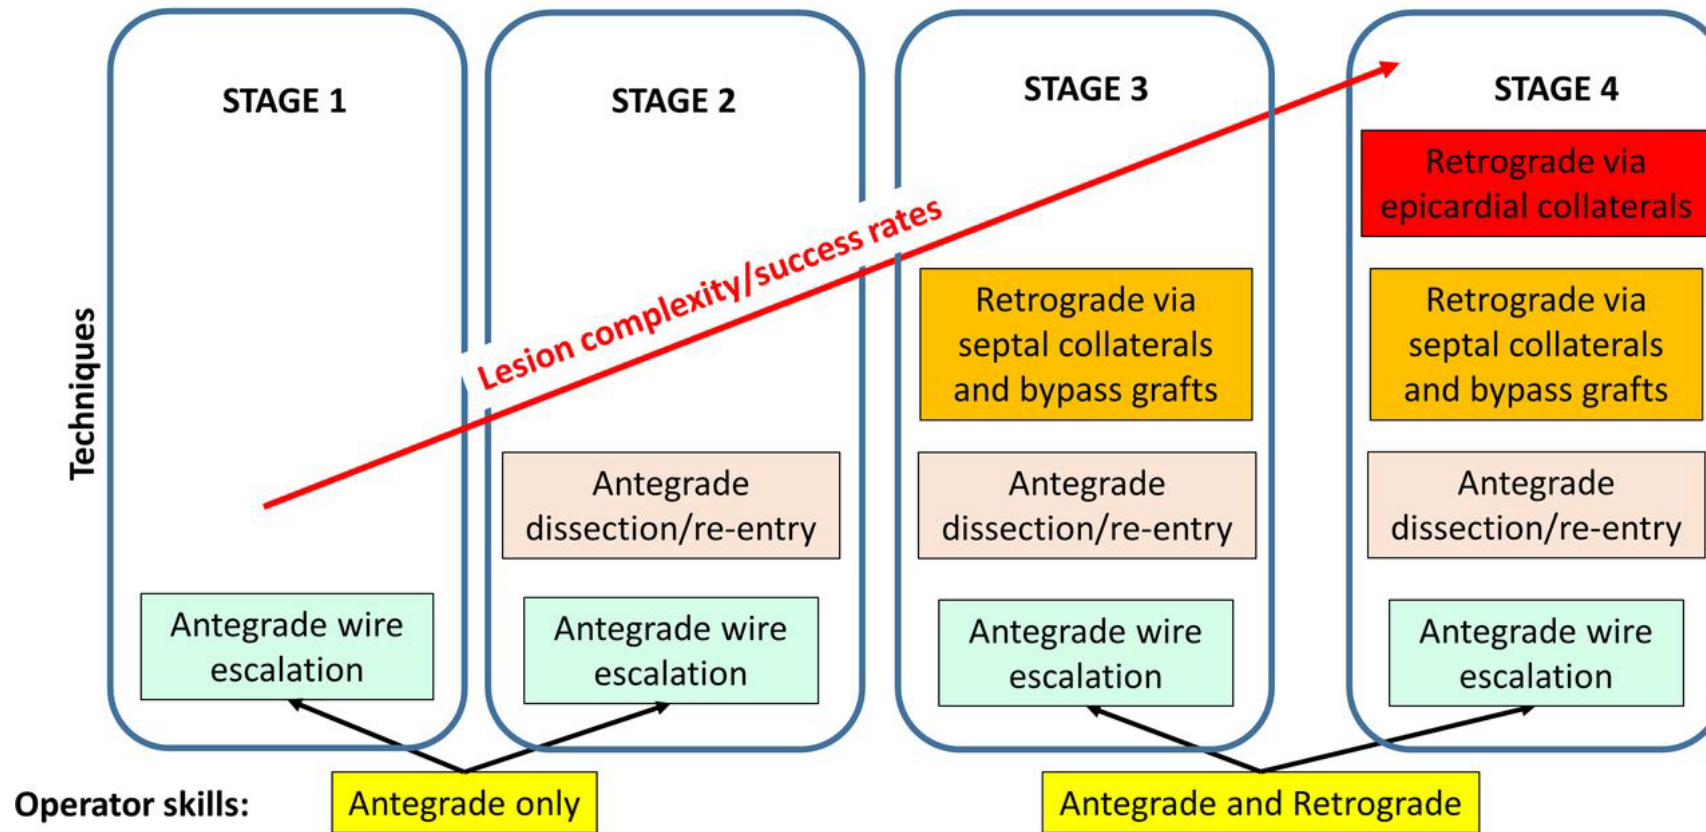 STAGE 1
STAGE 2
STAGE 3
STAGE 4
Techniques
Lesion complexity/success rates
Antegrade wire
escalation
Antegrade
dissection/re-entry
Antegrade wire
escalation
Retrograde via
septal collaterals
and bypass grafts
Antegrade
dissection/re-entry
Antegrade wire
escalation
Retrograde via
epicardial collaterals
Retrograde via
septal collaterals
and bypass grafts
Antegrade
dissection/re-entry
Antegrade wire
escalation
Operator skills:
Antegrade only
Antegrade and Retrograde